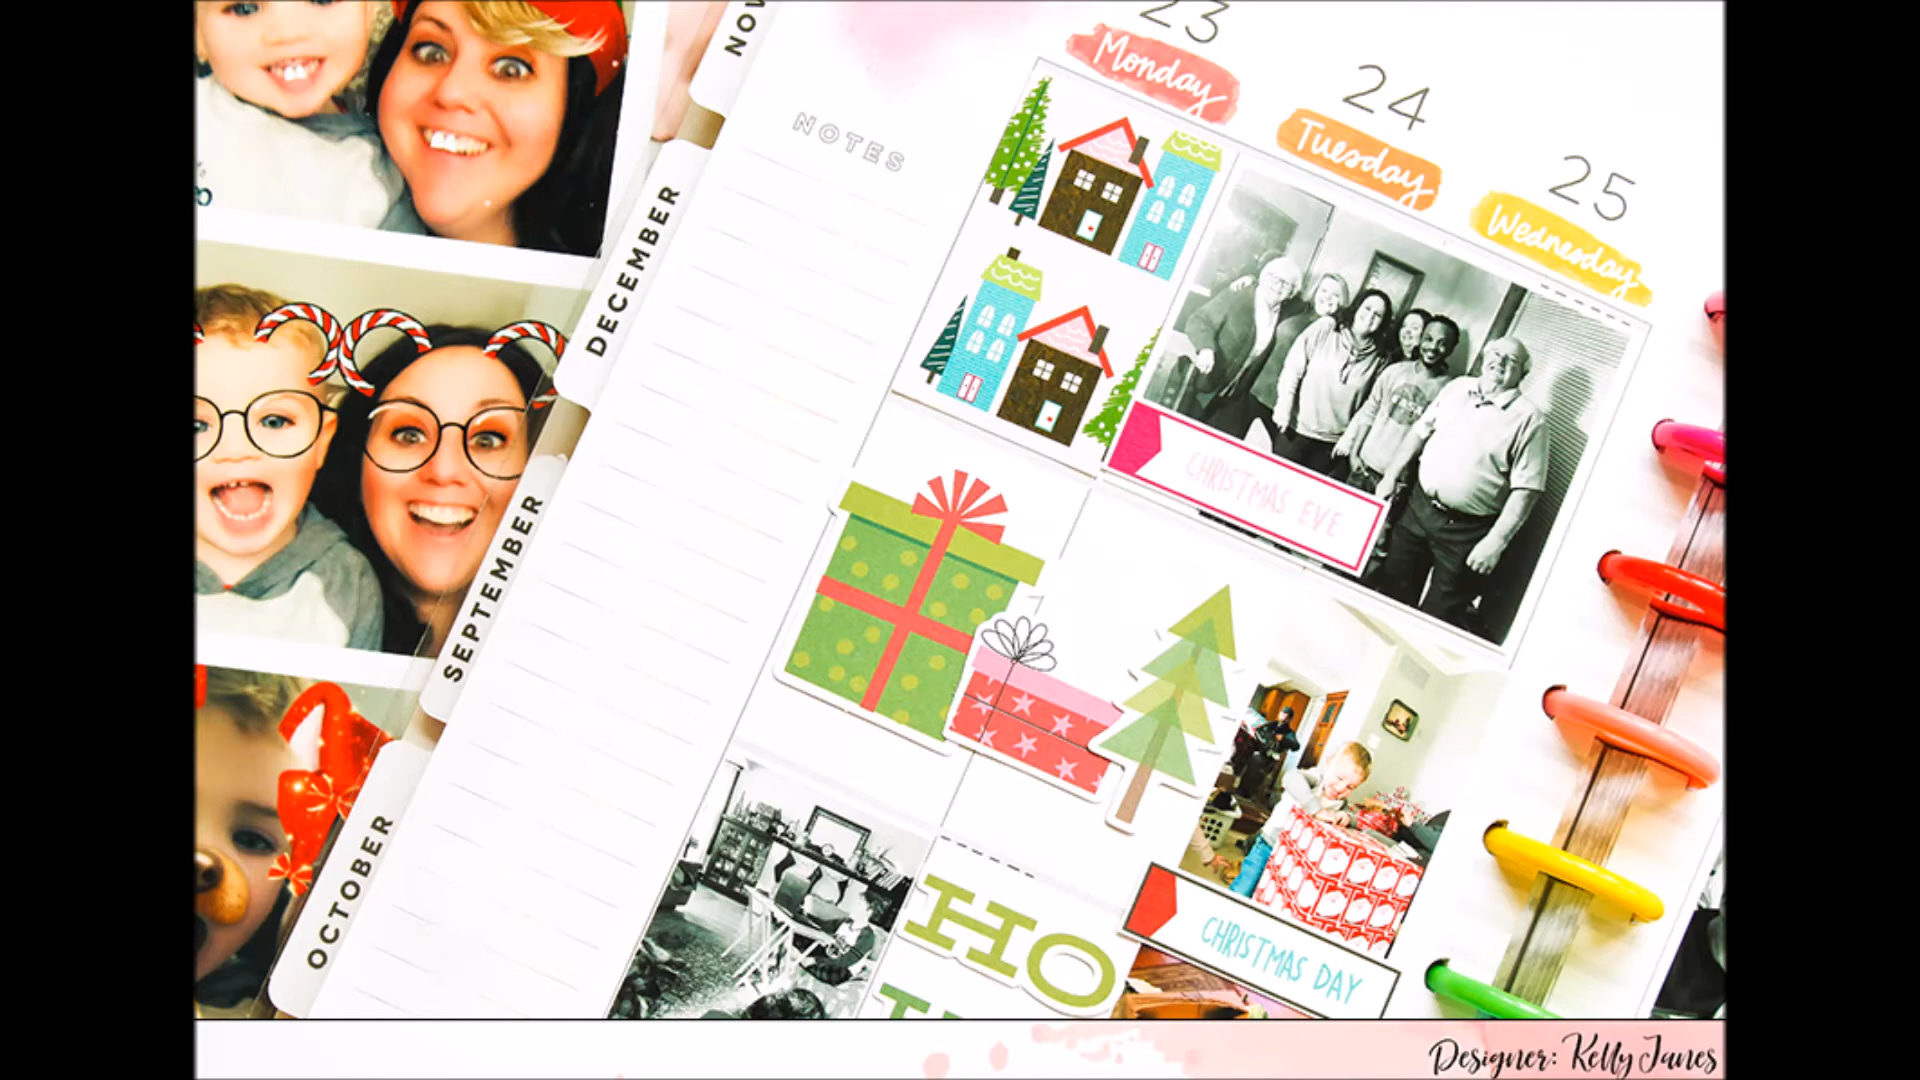 NOV
23
Monday
24
Tuesday
25
Wednesday
NOTES
DECEMBER
SEPTEMBER
OCTOBER
CHRISTMAS EVE
CHRISTMAS DAY
HO
Designer: Kelly Janes